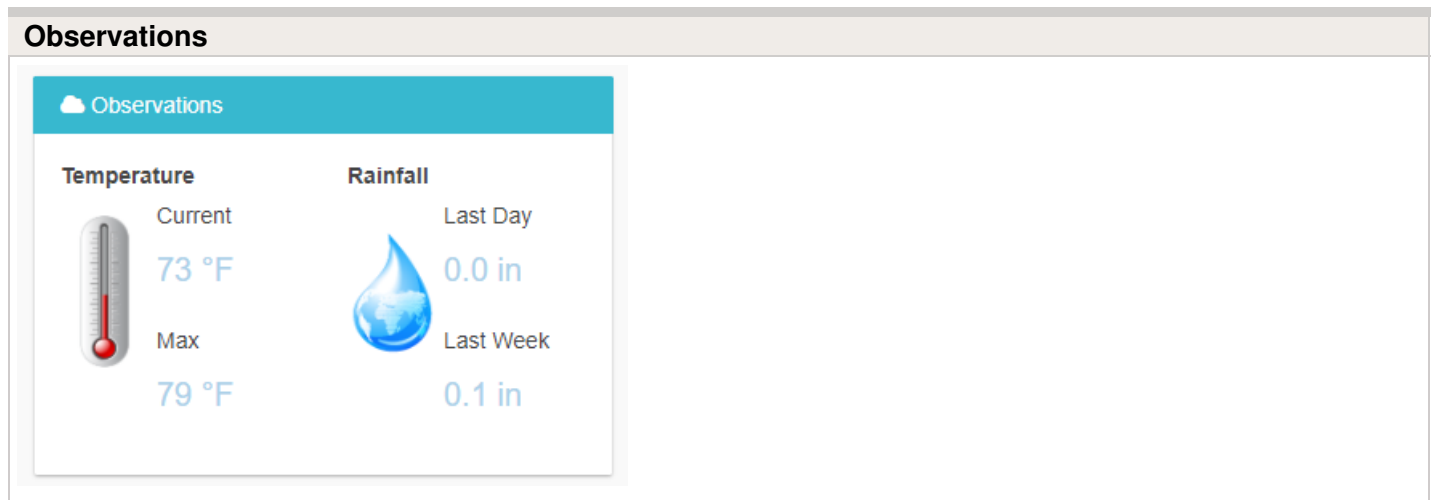 Observations
Observations
Temperature
Rainfall
Current
Last Day
73 °F
0.0 in
Max
Last Week
79 °F
0.1 in